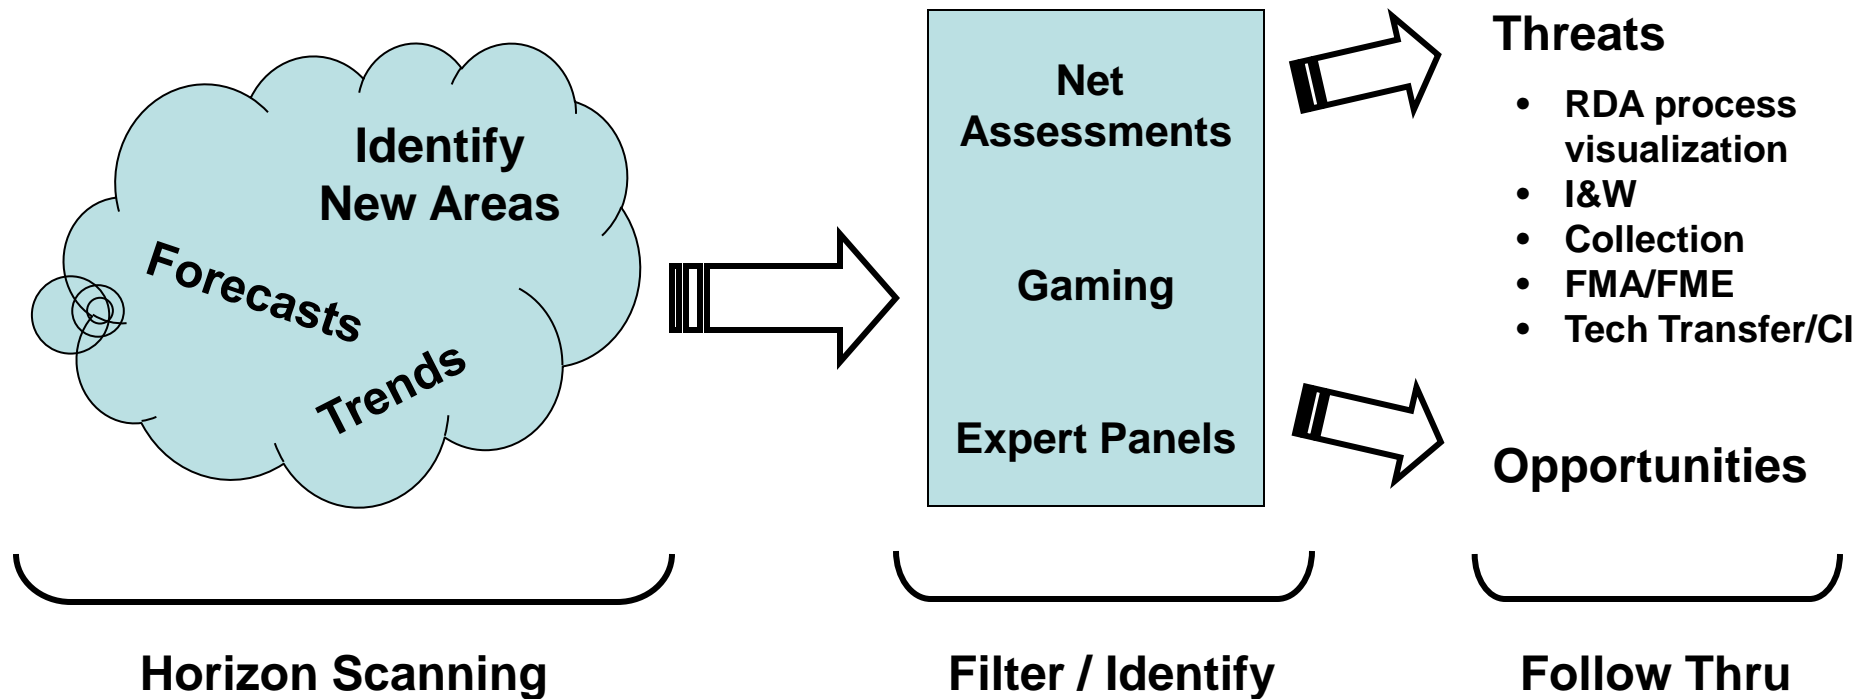 Identify
New Areas
Forecasts
Trends
Net
Assessments
Gaming
Expert Panels
Threats
• RDA process
visualization
• I&W
• Collection
• FMA/FME
• Tech Transfer/CI
Opportunities
Horizon Scanning
Filter / Identify
Follow Thru